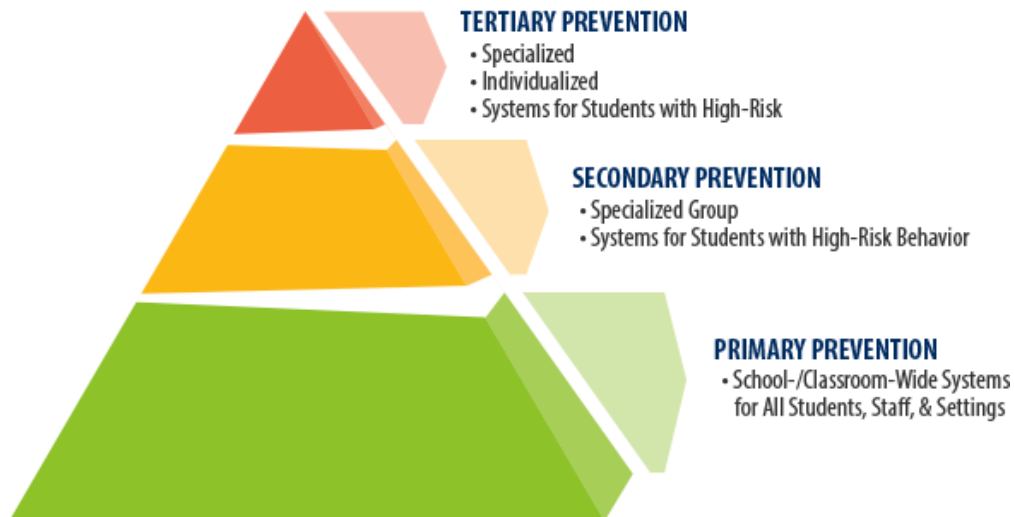 TERTIARY PREVENTION
• Specialized
• Individualized
• Systems for Students with High-Risk
SECONDARY PREVENTION
• Specialized Group
• Systems for Students with High-Risk Behavior
PRIMARY PREVENTION
• School-/Classroom-Wide Systems
for All Students, Staff, & Settings